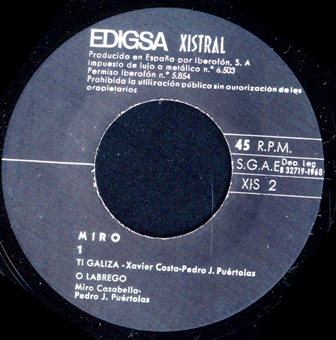 EDIGSA XISTRAL
Producido en España por Iberofón, S. A
Impuesto de lujo a metálico n.º 6.503
Permiso Iberofón n.º 5.854
Prohibida la utilización pública sin autorización de los
propietarios
45 R.P.M.
S.G.A.E Dep Leg
B 32719-1968
XIS 2
MIRO
1
TI GALIZA - Xavier Costa-Pedro J. Puértolas
O LABREGO
Miro Casabella-
Pedro J. Puértolas